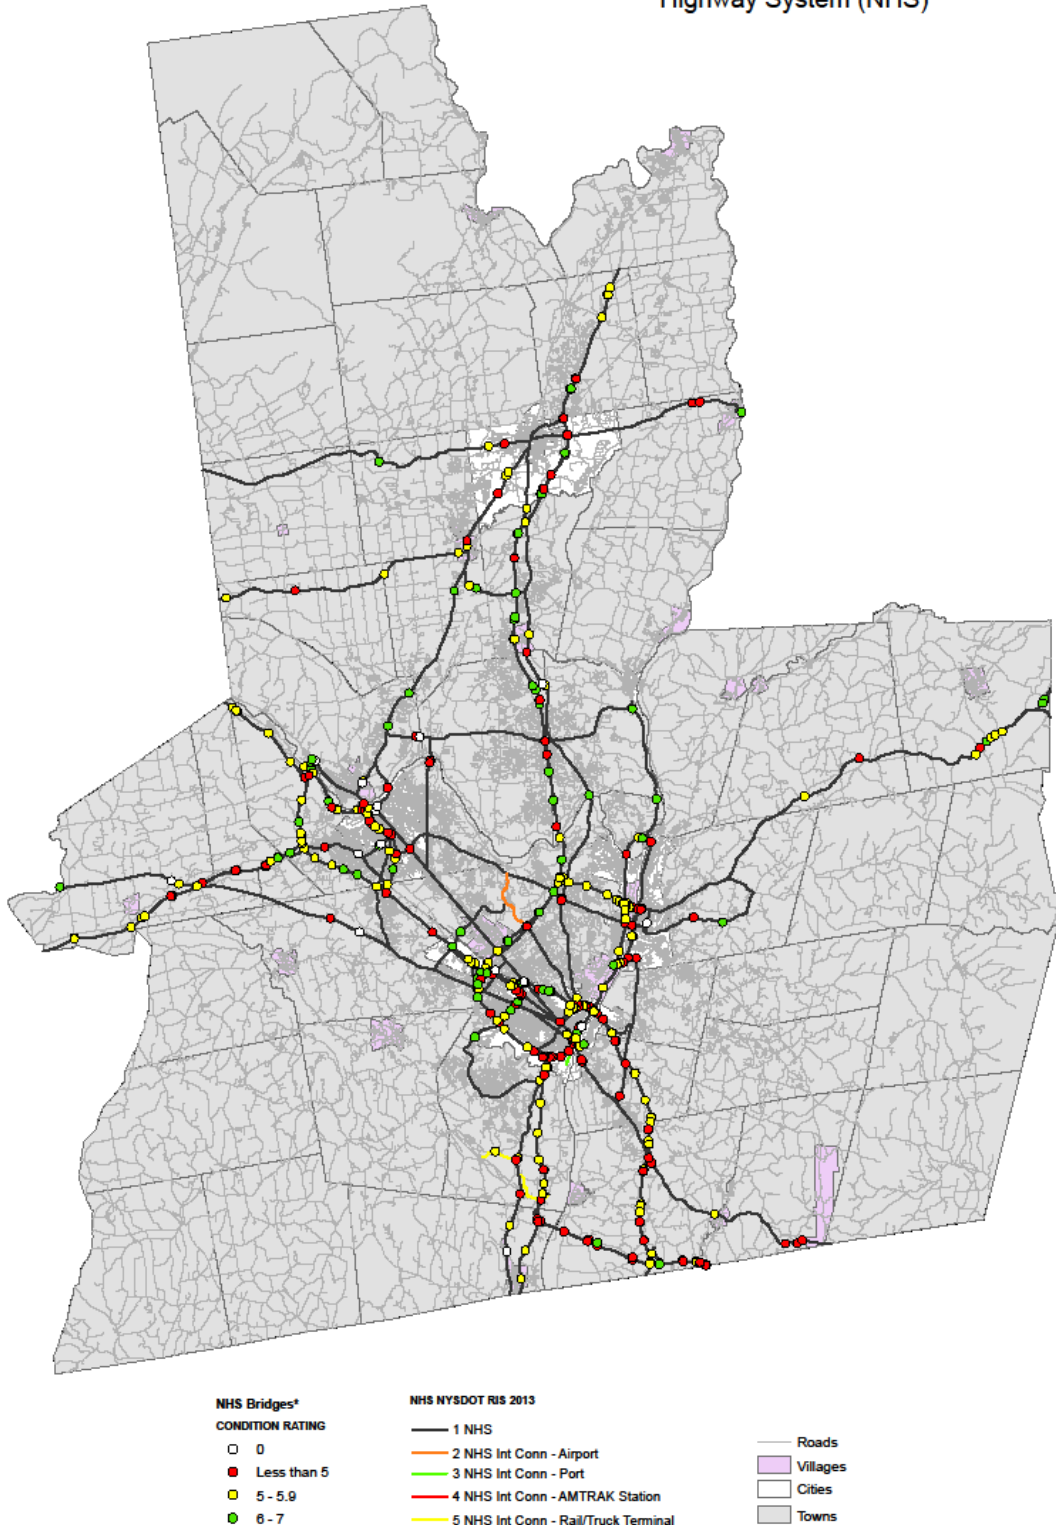 Highway System (NHS)
NHS Bridges*
CONDITION RATING
0
Less than 5
5 - 5.9
6 - 7
NHS NYSDOT RIS 2013
1 NHS
2 NHS Int Conn - Airport
3 NHS Int Conn - Port
4 NHS Int Conn - AMTRAK Station
5 NHS Int Conn - Rail/Truck Terminal
Roads
Villages
Cities
Towns